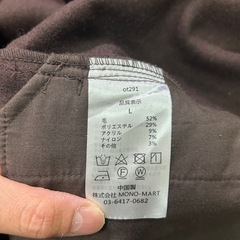 ot291
品質表示
L
毛 52%
ポリエステル 29%
アクリル 9%
ナイロン 7%
その他 3%
中国製
株式会社 MONO-MART
03-6417-0682